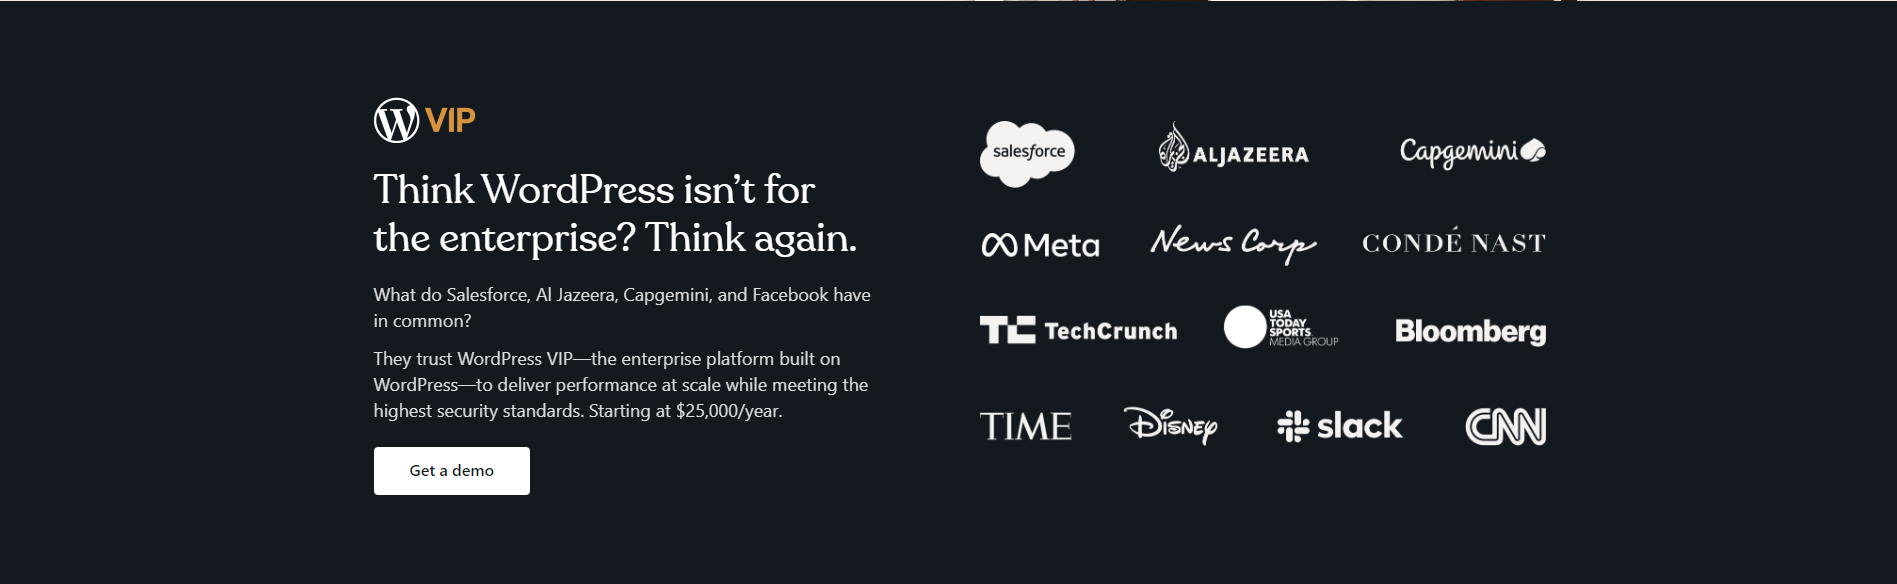 VIP
Think WordPress isn’t for
the enterprise? Think again.
What do Salesforce, Al Jazeera, Capgemini, and Facebook have
in common?
They trust WordPress VIP—the enterprise platform built on
WordPress—to deliver performance at scale while meeting the
highest security standards. Starting at $25,000/year.
Get a demo
salesforce
ALJAZEERA
Capgemini
Meta
News Corp
CONDÉ NAST
TC TechCrunch
USA
TODAY
SPORTS
MEDIA GROUP
Bloomberg
TIME
DISNEY
slack
CNN